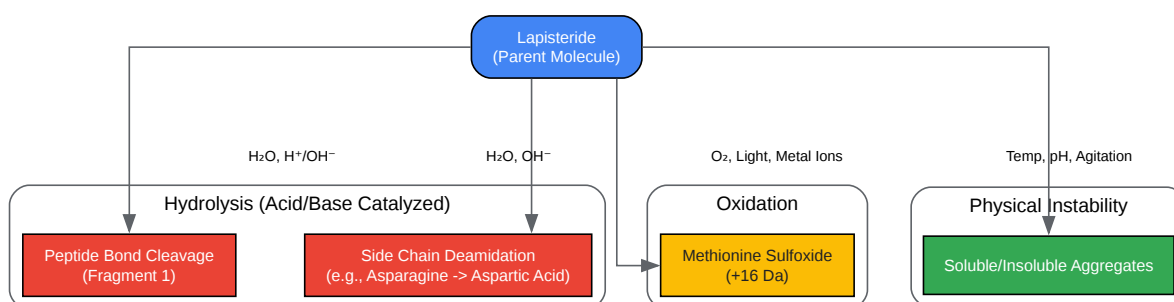 Lapisteride
(Parent Molecule)
H₂O, H⁺/OH⁻
H₂O, OH⁻
O₂, Light, Metal Ions
Temp, pH, Agitation
Hydrolysis (Acid/Base Catalyzed)
Oxidation
Physical Instability
Peptide Bond Cleavage
(Fragment 1)
Side Chain Deamidation
(e.g., Asparagine -> Aspartic Acid)
Methionine Sulfoxide
(+16 Da)
Soluble/Insoluble Aggregates